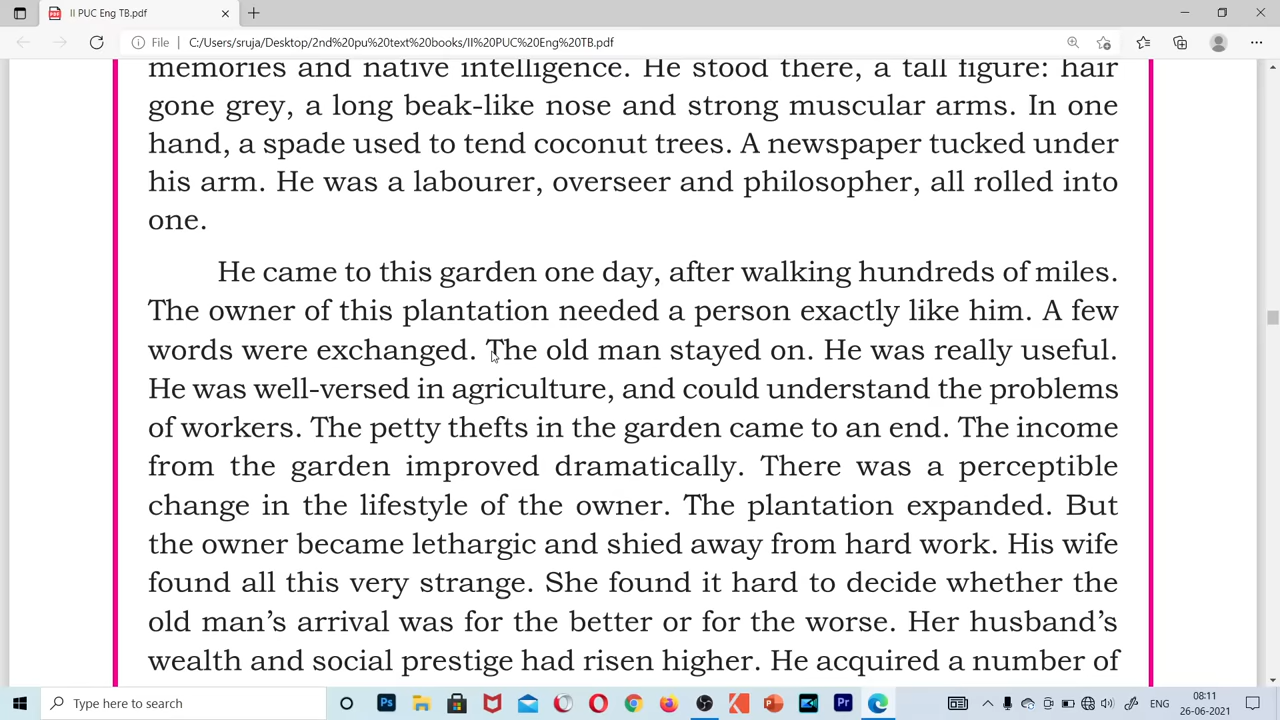 II PUC Eng TB.pdf
File
C:/Users/sruja/Desktop/2nd%20pu%20text%20books/II%20PUC%20Eng%20TB.pdf
memories and native intelligence. He stood there, a tall figure: hair
gone grey, a long beak-like nose and strong muscular arms. In one
hand, a spade used to tend coconut trees. A newspaper tucked under
his arm. He was a labourer, overseer and philosopher, all rolled into
one.
He came to this garden one day, after walking hundreds of miles.
The owner of this plantation needed a person exactly like him. A few
words were exchanged. The old man stayed on. He was really useful.
He was well-versed in agriculture, and could understand the problems
of workers. The petty thefts in the garden came to an end. The income
from the garden improved dramatically. There was a perceptible
change in the lifestyle of the owner. The plantation expanded. But
the owner became lethargic and shied away from hard work. His wife
found all this very strange. She found it hard to decide whether the
old man's arrival was for the better or for the worse. Her husband's
wealth and social prestige had risen higher. He acquired a number of
Type here to search
Ps
Pr
ENG
08:11
26-06-2021